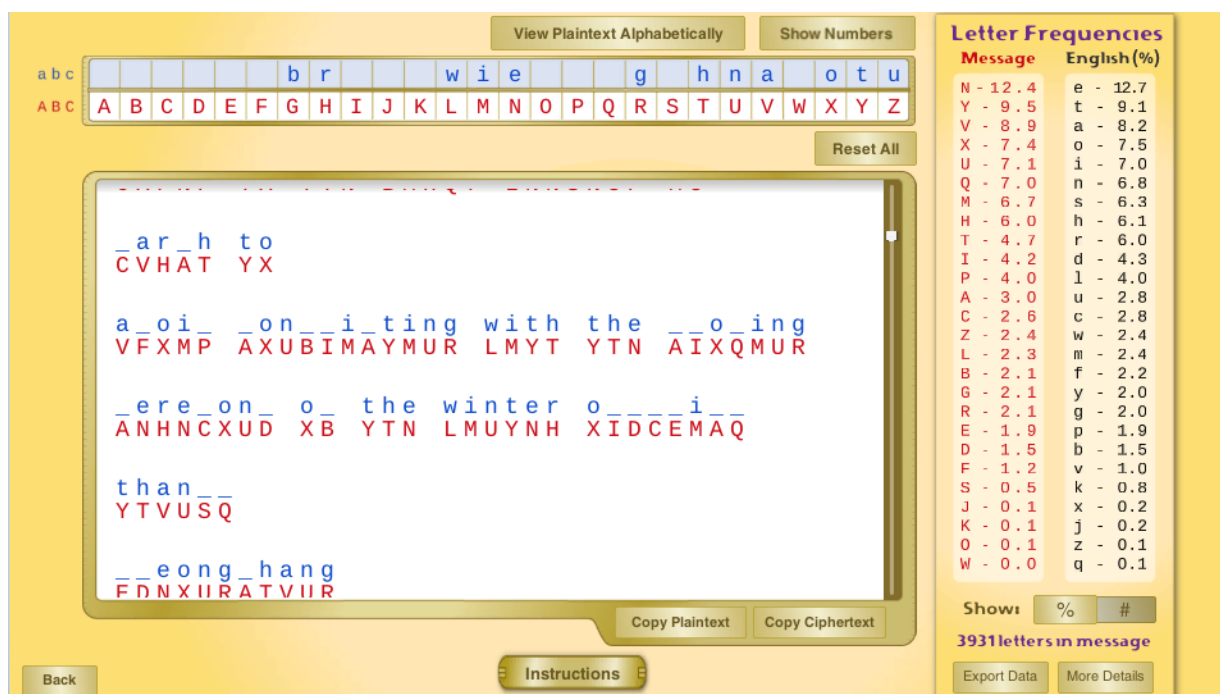 View Plaintext Alphabetically Show Numbers
a b c b r w i e g h n a o t u
A B C A B C D E F G H I J K L M N O P Q R S T U V W X Y Z
Reset All
_ar_h to
CVHAT YX
a_oi_ _on__i_ting with the __o_ing
VFXMP AXUBIMAYMUR LMYT YTN AIXQMUR
_ere_on_ o_ the winter o____i__
ANHNCXUD XB YTN LMUYNH XIDCEMAQ
than__
YTVUSQ
__eong_hang
EDNXURATVUR
Copy Plaintext Copy Ciphertext
Back
Instructions
Letter Frequencies
Message English (%)
N - 12.4 e - 12.7
Y - 9.5 t - 9.1
V - 8.9 a - 8.2
X - 7.4 o - 7.5
U - 7.1 i - 7.0
Q - 7.0 n - 6.8
M - 6.7 s - 6.3
H - 6.0 h - 6.1
T - 4.7 r - 6.0
I - 4.2 d - 4.3
P - 4.0 l - 4.0
A - 3.0 u - 2.8
C - 2.6 c - 2.8
Z - 2.4 w - 2.4
L - 2.3 m - 2.4
B - 2.1 f - 2.2
G - 2.1 y - 2.0
R - 2.1 g - 2.0
E - 1.9 p - 1.9
D - 1.5 b - 1.5
F - 1.2 v - 1.0
S - 0.5 k - 0.8
J - 0.1 x - 0.2
K - 0.1 j - 0.2
O - 0.1 z - 0.1
W - 0.0 q - 0.1
Show: % #
3931 letters in message
Export Data More Details